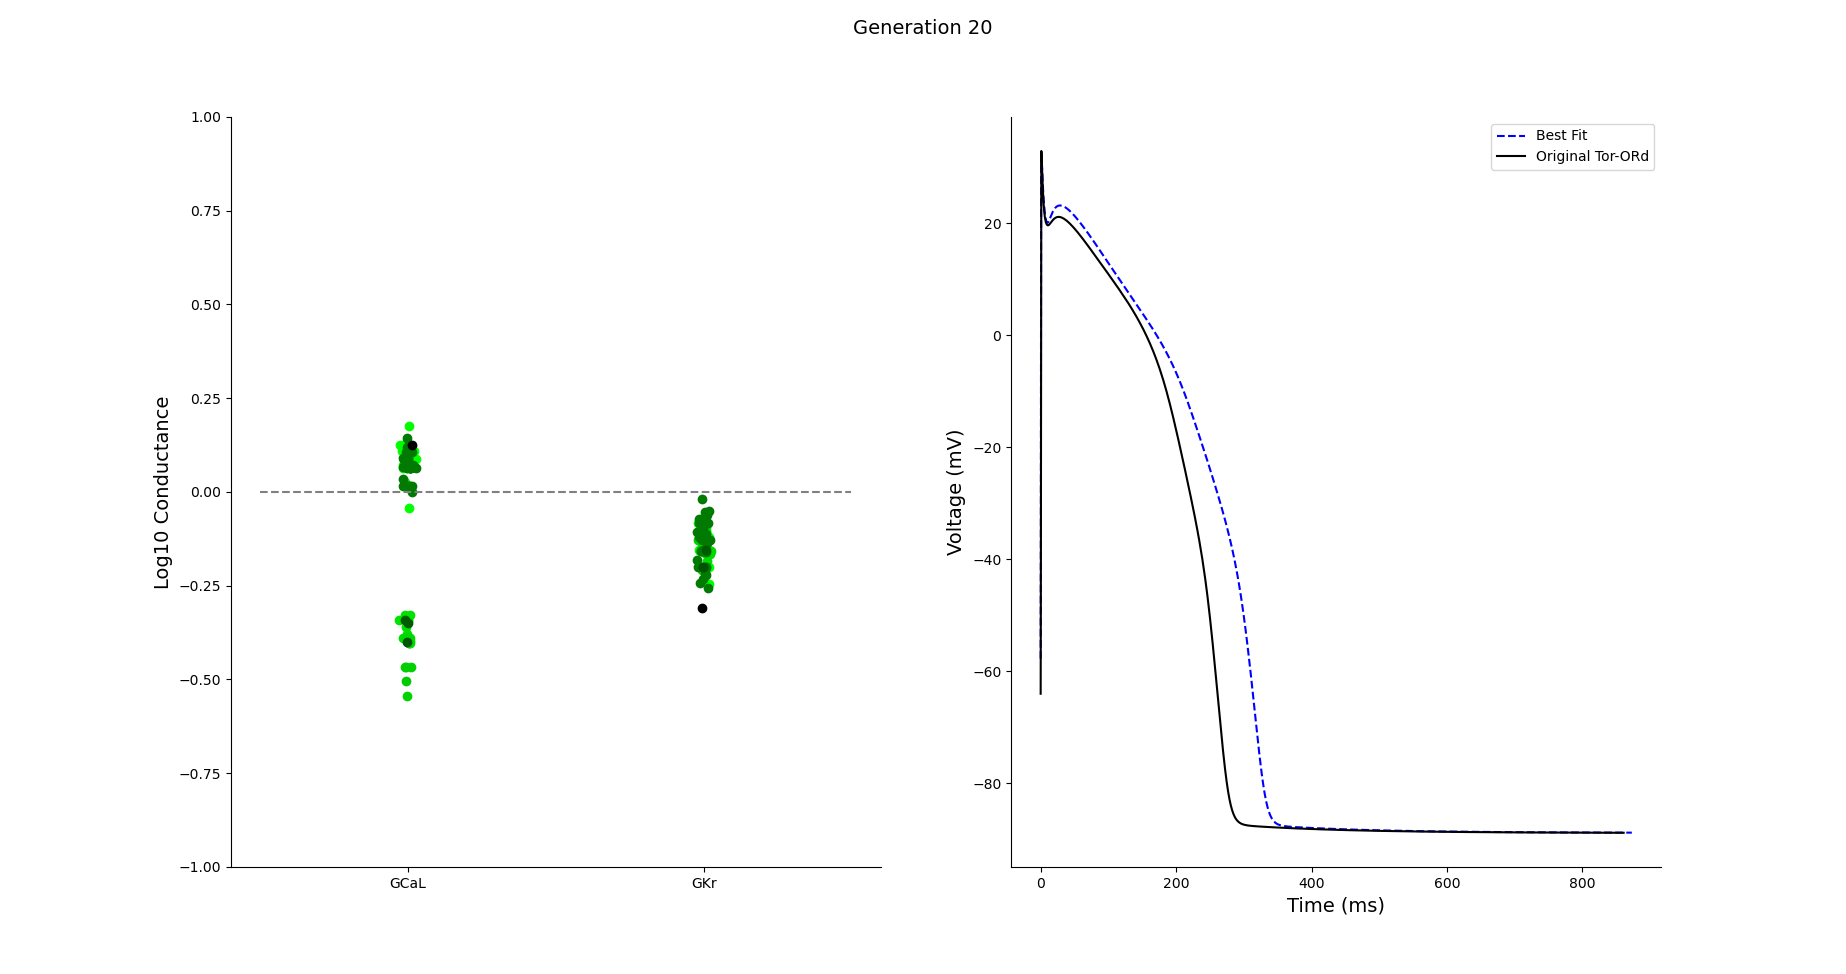 Generation 20
1.00
0.75
0.50
0.25
0.00
−0.25
−0.50
−0.75
−1.00
Log10 Conductance
GCaL GKr
Best Fit
Original Tor-ORd
20
0
−20
−40
−60
−80
Voltage (mV)
0 200 400 600 800
Time (ms)